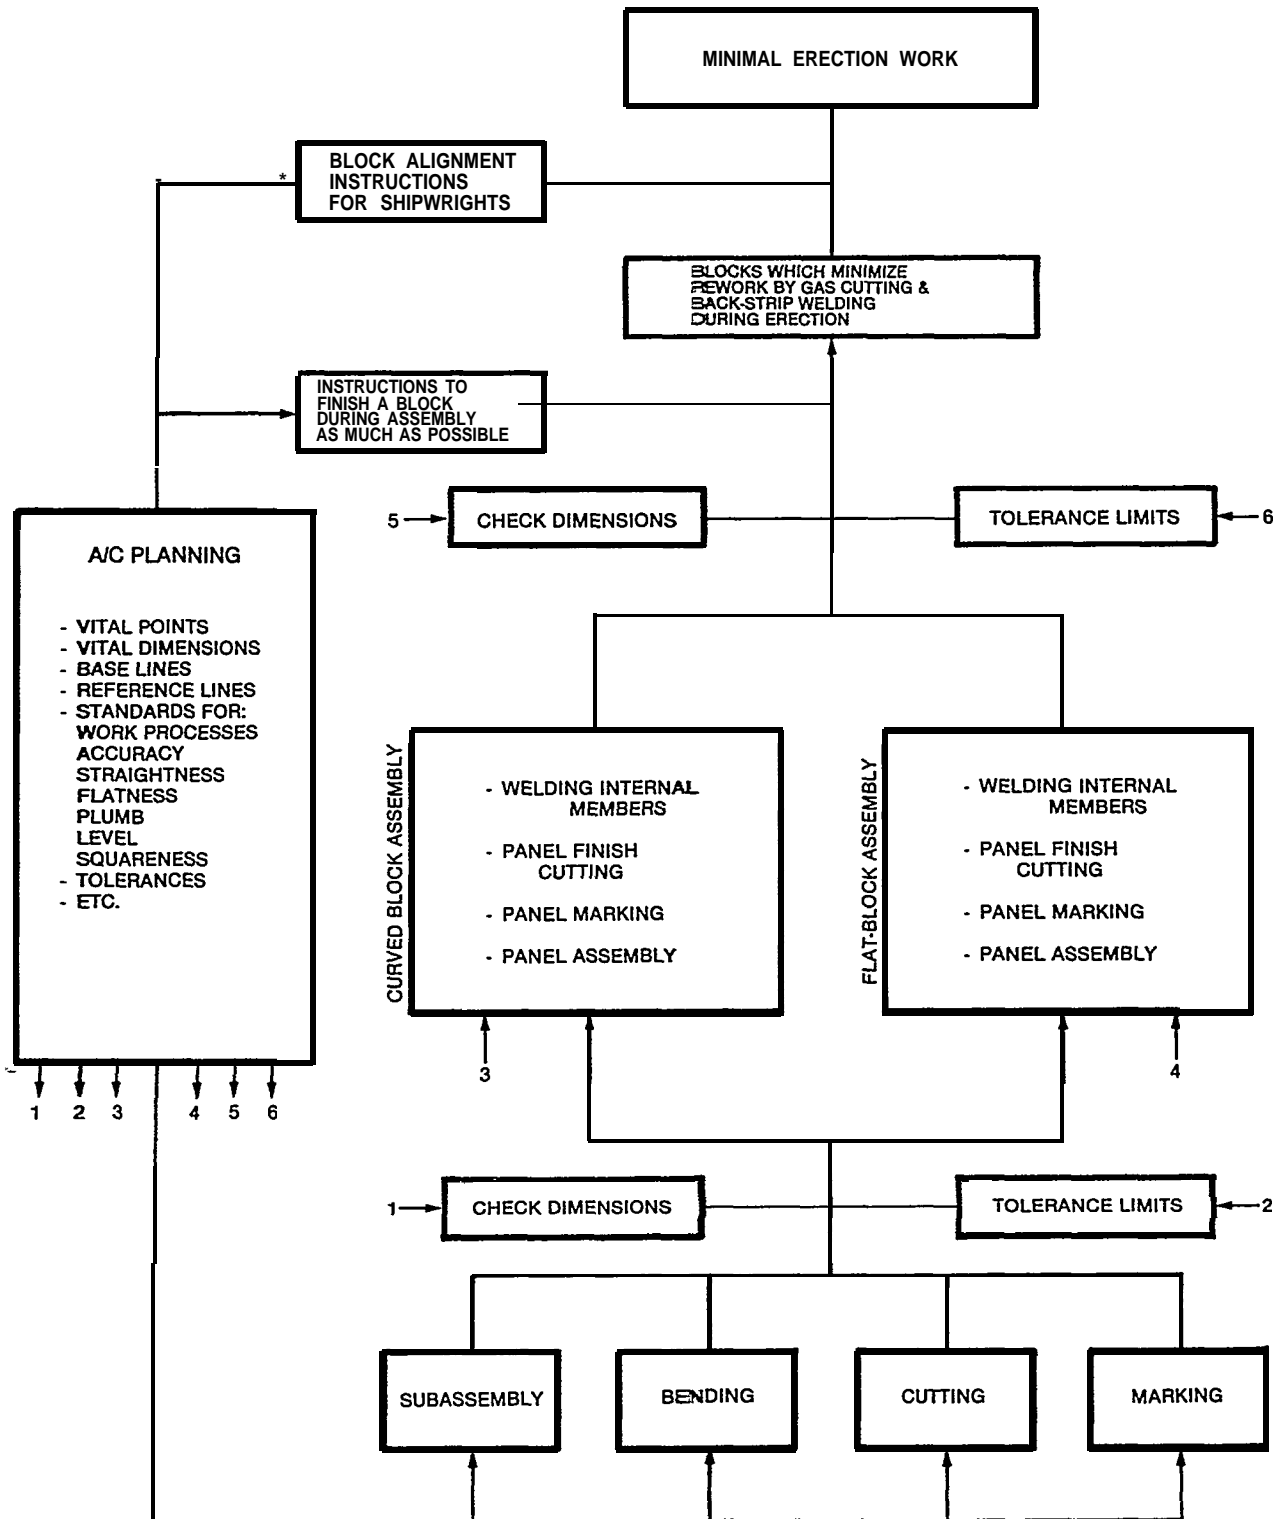 MINIMAL ERECTION WORK
BLOCK ALIGNMENT
INSTRUCTIONS
FOR SHIPWRIGHTS
*
BLOCKS WHICH MINIMIZE
REWORK BY GAS CUTTING &
BACK-STRIP WELDING
DURING ERECTION
INSTRUCTIONS TO
FINISH A BLOCK
DURING ASSEMBLY
AS MUCH AS POSSIBLE
5
CHECK DIMENSIONS
TOLERANCE LIMITS
6
A/C PLANNING
- VITAL POINTS
- VITAL DIMENSIONS
- BASE LINES
- REFERENCE LINES
- STANDARDS FOR:
WORK PROCESSES
ACCURACY
STRAIGHTNESS
FLATNESS
PLUMB
LEVEL
SQUARENESS
- TOLERANCES
- ETC.
1 2 3 4 5 6
CURVED BLOCK ASSEMBLY
- WELDING INTERNAL
MEMBERS
- PANEL FINISH
CUTTING
- PANEL MARKING
- PANEL ASSEMBLY
3
FLAT-BLOCK ASSEMBLY
- WELDING INTERNAL
MEMBERS
- PANEL FINISH
CUTTING
- PANEL MARKING
- PANEL ASSEMBLY
4
1
CHECK DIMENSIONS
TOLERANCE LIMITS
2
SUBASSEMBLY
BENDING
CUTTING
MARKING